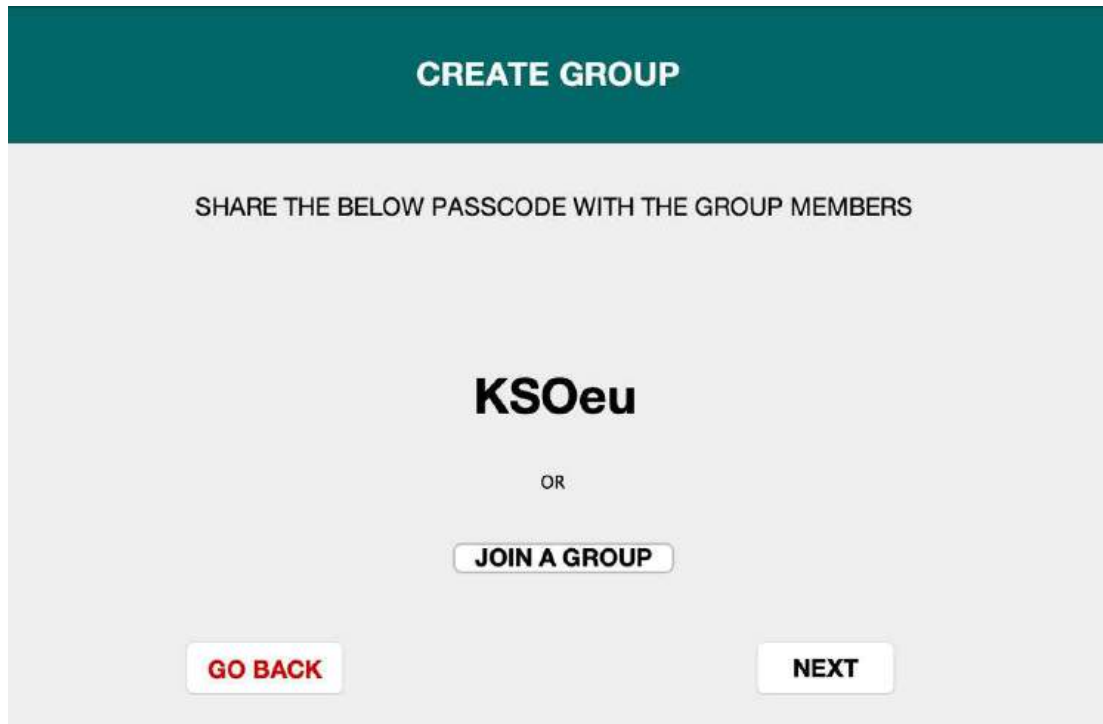 CREATE GROUP
SHARE THE BELOW PASSCODE WITH THE GROUP MEMBERS
KSOeu
OR
JOIN A GROUP
GO BACK
NEXT